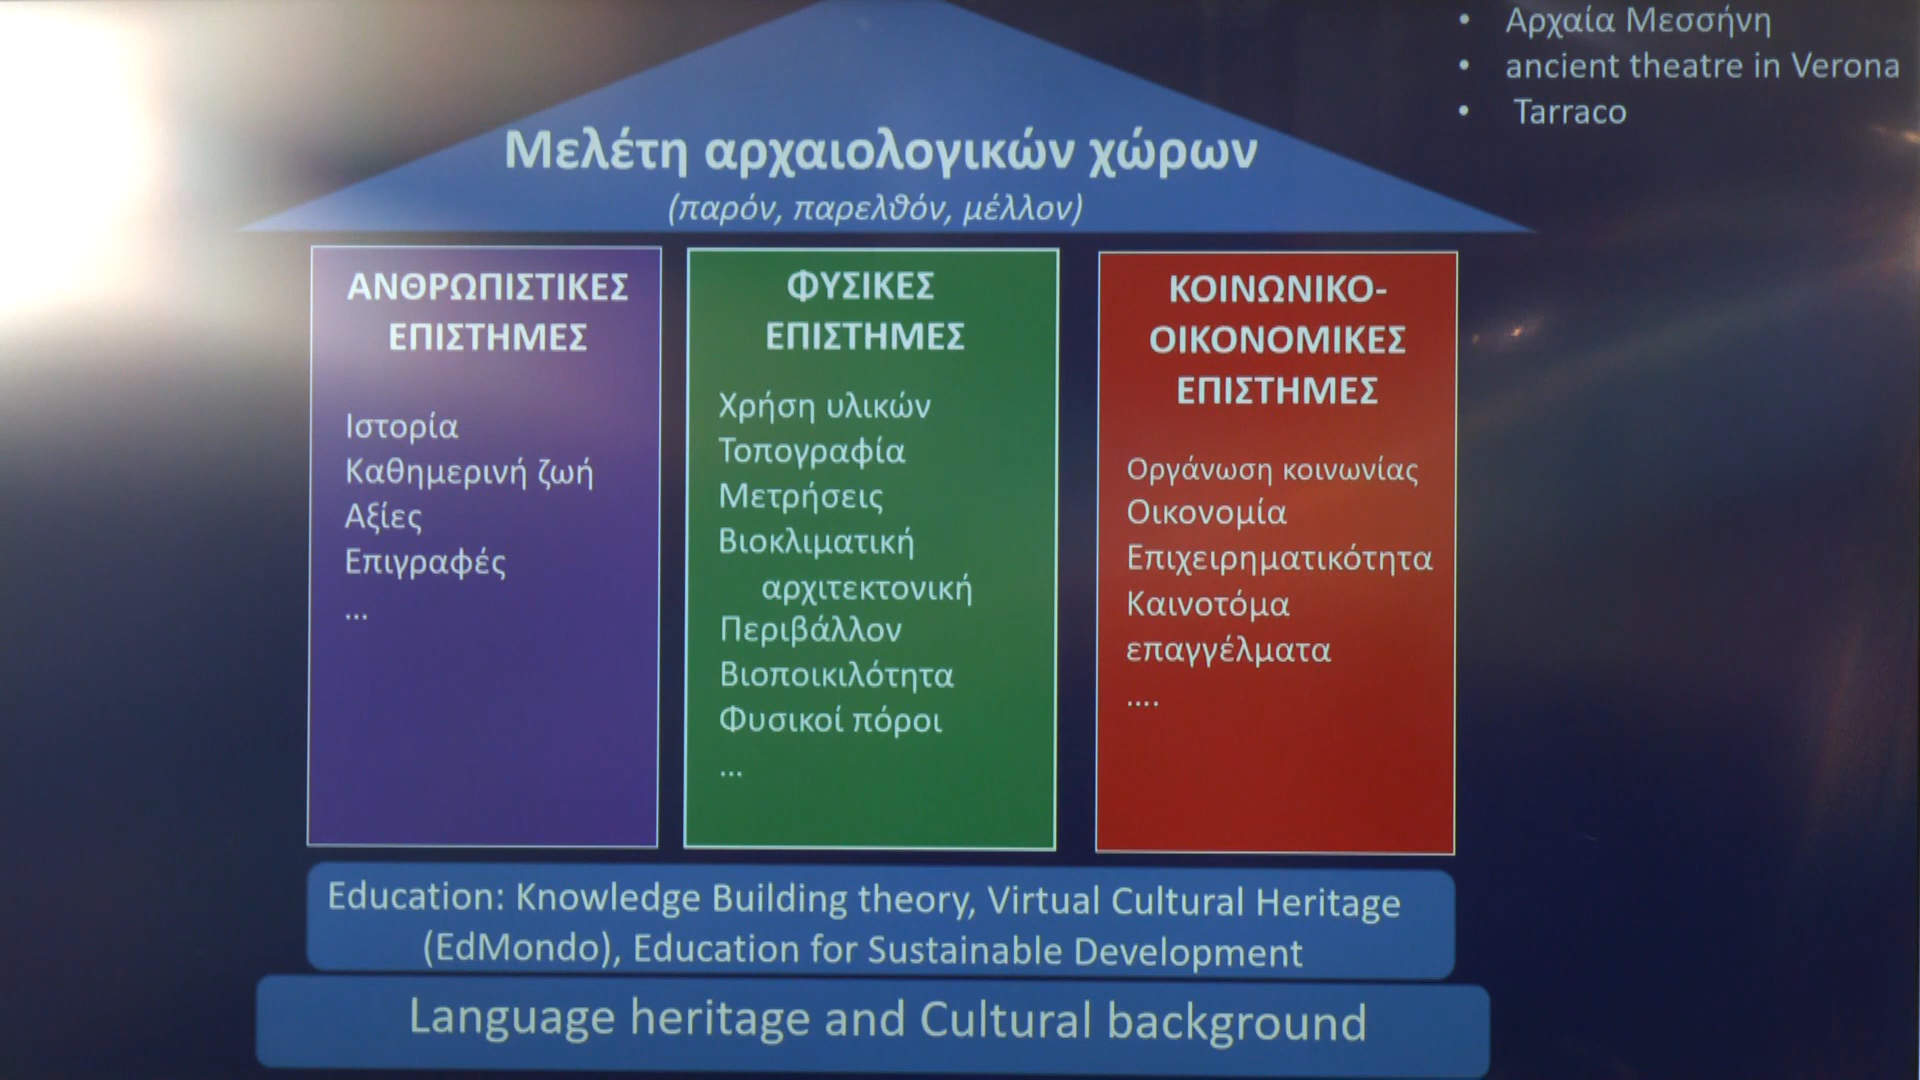 • Αρχαία Μεσσήνη
• ancient theatre in Verona
• Tarraco
Μελέτη αρχαιολογικών χώρων
(παρόν, παρελθόν, μέλλον)
ΑΝΘΡΩΠΙΣΤΙΚΕΣ
ΕΠΙΣΤΗΜΕΣ
Ιστορία
Καθημερινή ζωή
Αξίες
Επιγραφές
...
ΦΥΣΙΚΕΣ
ΕΠΙΣΤΗΜΕΣ
Χρήση υλικών
Τοπογραφία
Μετρήσεις
Βιοκλιματική
αρχιτεκτονική
Περιβάλλον
Βιοποικιλότητα
Φυσικοί πόροι
...
ΚΟΙΝΩΝΙΚΟ-
ΟΙΚΟΝΟΜΙΚΕΣ
ΕΠΙΣΤΗΜΕΣ
Οργάνωση κοινωνίας
Οικονομία
Επιχειρηματικότητα
Καινοτόμα
επαγγέλματα
....
Education: Knowledge Building theory, Virtual Cultural Heritage
(EdMondo), Education for Sustainable Development
Language heritage and Cultural background